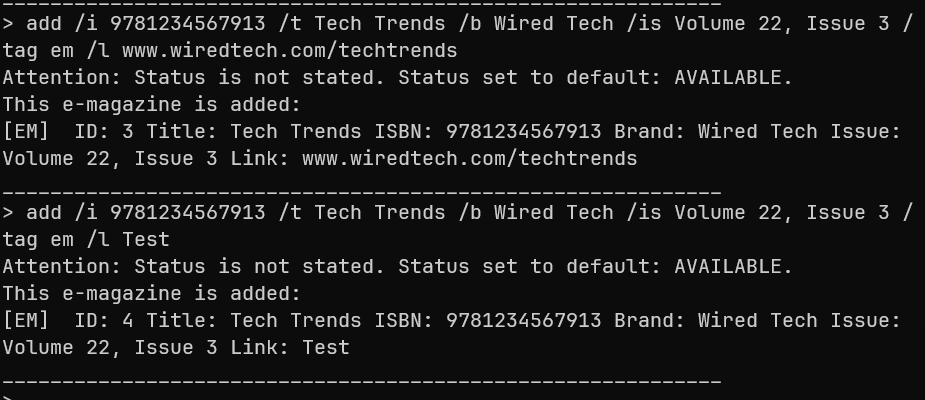 ____________________________________________________________
> add /i 9781234567913 /t Tech Trends /b Wired Tech /is Volume 22, Issue 3 /
tag em /l www.wiredtech.com/techtrends
Attention: Status is not stated. Status set to default: AVAILABLE.
This e-magazine is added:
[EM]  ID: 3 Title: Tech Trends ISBN: 9781234567913 Brand: Wired Tech Issue:
Volume 22, Issue 3 Link: www.wiredtech.com/techtrends
____________________________________________________________
> add /i 9781234567913 /t Tech Trends /b Wired Tech /is Volume 22, Issue 3 /
tag em /l Test
Attention: Status is not stated. Status set to default: AVAILABLE.
This e-magazine is added:
[EM]  ID: 4 Title: Tech Trends ISBN: 9781234567913 Brand: Wired Tech Issue:
Volume 22, Issue 3 Link: Test
____________________________________________________________
>